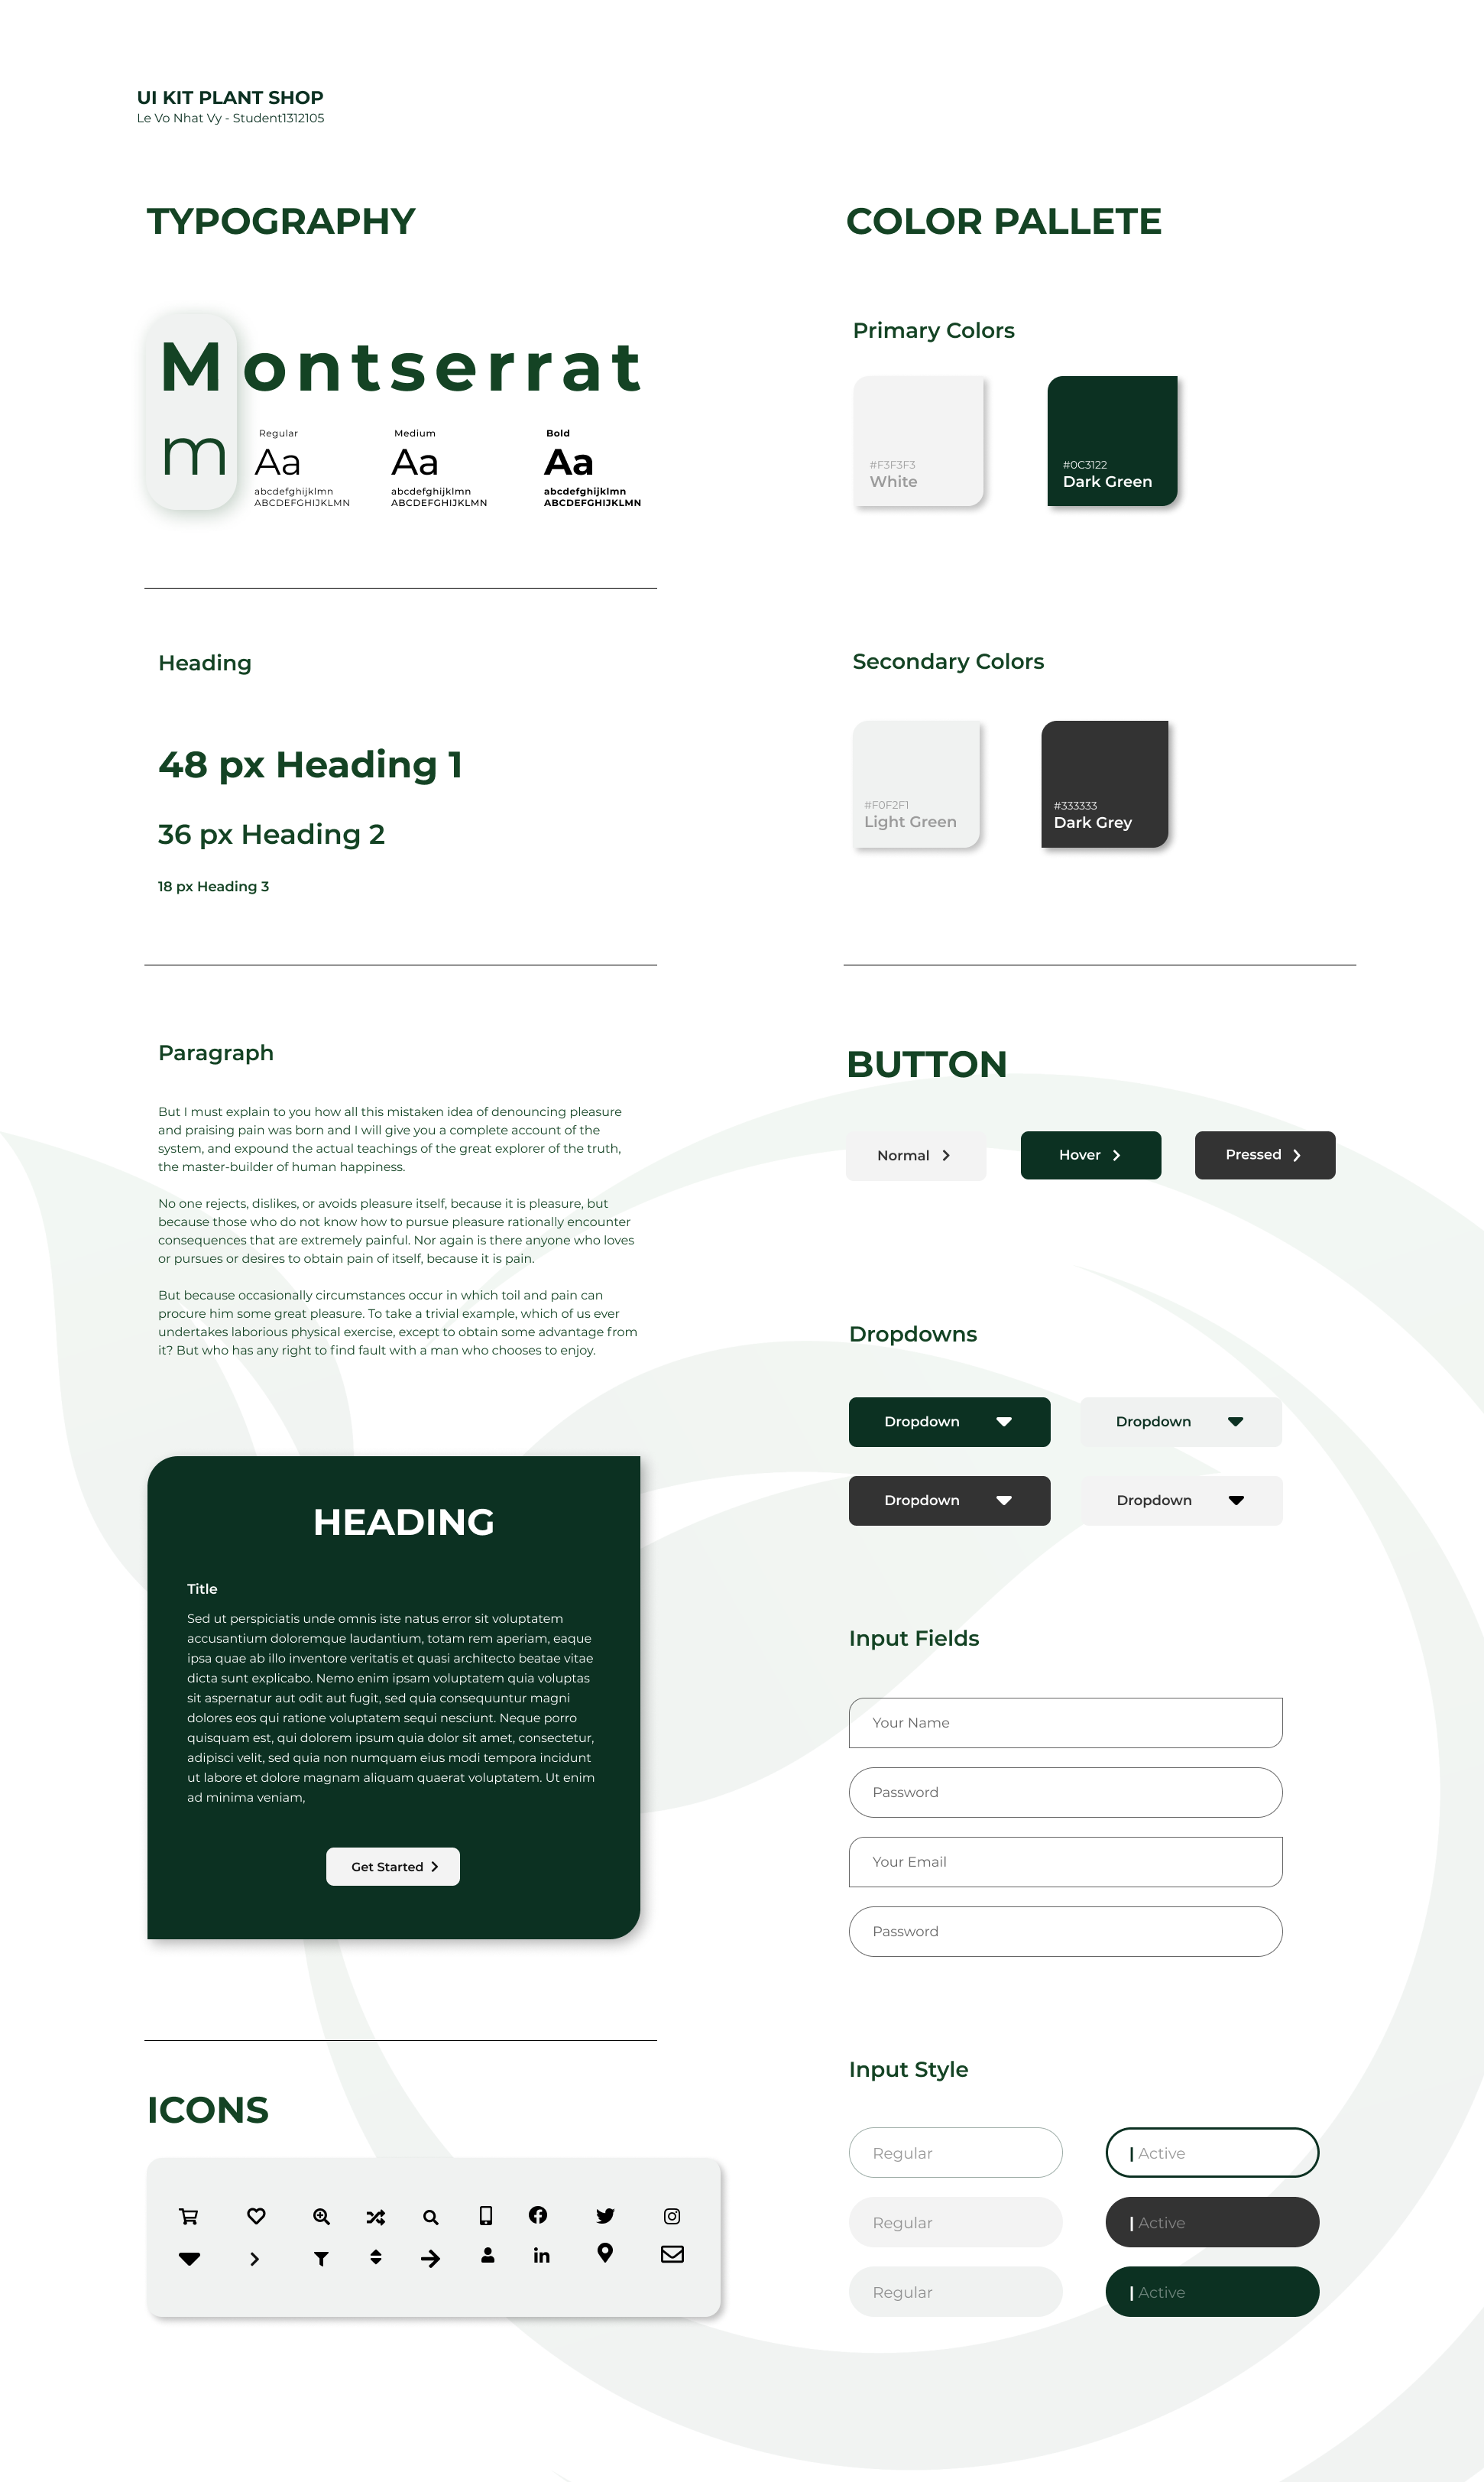 UI KIT PLANT SHOP
Le Vo Nhat Vy - Student1312105
TYPOGRAPHY
Montserrat
m
Regular
Aa
abcdefghijklmn
ABCDEFGHIJKLMN
Medium
Aa
abcdefghijklmn
ABCDEFGHIJKLMN
Bold
Aa
abcdefghijklmn
ABCDEFGHIJKLMN
Heading
48 px Heading 1
36 px Heading 2
18 px Heading 3
Paragraph
But I must explain to you how all this mistaken idea of denouncing pleasure
and praising pain was born and I will give you a complete account of the
system, and expound the actual teachings of the great explorer of the truth,
the master-builder of human happiness.
No one rejects, dislikes, or avoids pleasure itself, because it is pleasure, but
because those who do not know how to pursue pleasure rationally encounter
consequences that are extremely painful. Nor again is there anyone who loves
or pursues or desires to obtain pain of itself, because it is pain.
But because occasionally circumstances occur in which toil and pain can
procure him some great pleasure. To take a trivial example, which of us ever
undertakes laborious physical exercise, except to obtain some advantage from
it? But who has any right to find fault with a man who chooses to enjoy.
HEADING
Title
Sed ut perspiciatis unde omnis iste natus error sit voluptatem
accusantium doloremque laudantium, totam rem aperiam, eaque
ipsa quae ab illo inventore veritatis et quasi architecto beatae vitae
dicta sunt explicabo. Nemo enim ipsam voluptatem quia voluptas
sit aspernatur aut odit aut fugit, sed quia consequuntur magni
dolores eos qui ratione voluptatem sequi nesciunt. Neque porro
quisquam est, qui dolorem ipsum quia dolor sit amet, consectetur,
adipisci velit, sed quia non numquam eius modi tempora incidunt
ut labore et dolore magnam aliquam quaerat voluptatem. Ut enim
ad minima veniam,
Get Started
ICONS
COLOR PALLETE
Primary Colors
#F3F3F3
White
#0C3122
Dark Green
Secondary Colors
#F0F2F1
Light Green
#333333
Dark Grey
BUTTON
Normal
Hover
Pressed
Dropdowns
Dropdown
Dropdown
Dropdown
Dropdown
Input Fields
Your Name
Password
Your Email
Password
Input Style
Regular
Active
Regular
Active
Regular
Active